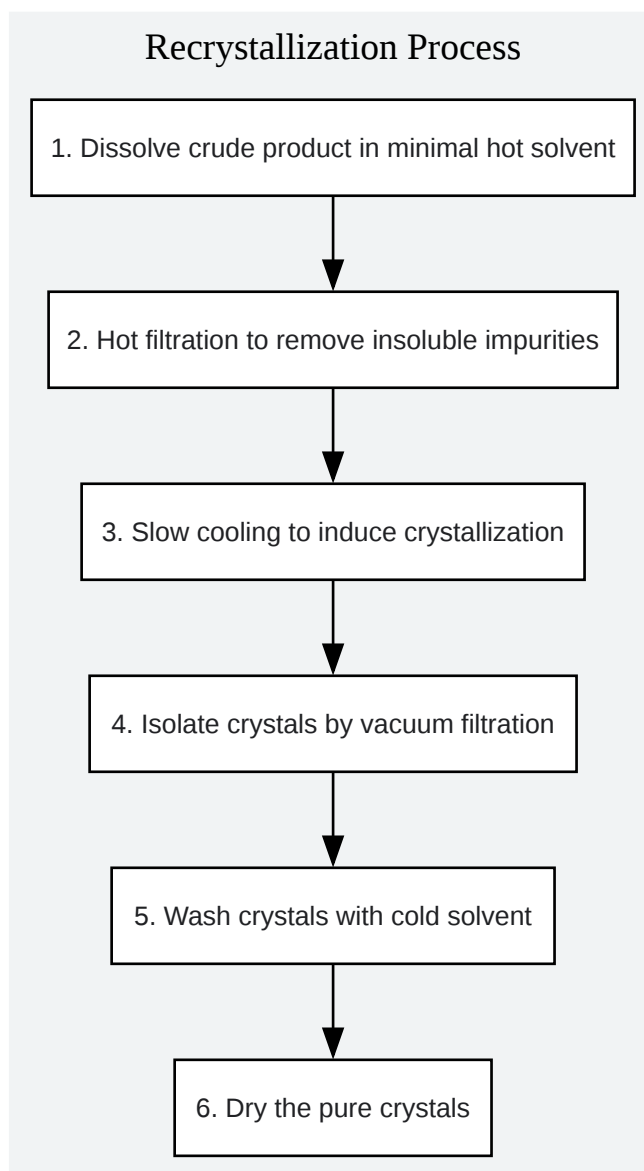 Recrystallization Process
1. Dissolve crude product in minimal hot solvent
2. Hot filtration to remove insoluble impurities
3. Slow cooling to induce crystallization
4. Isolate crystals by vacuum filtration
5. Wash crystals with cold solvent
6. Dry the pure crystals